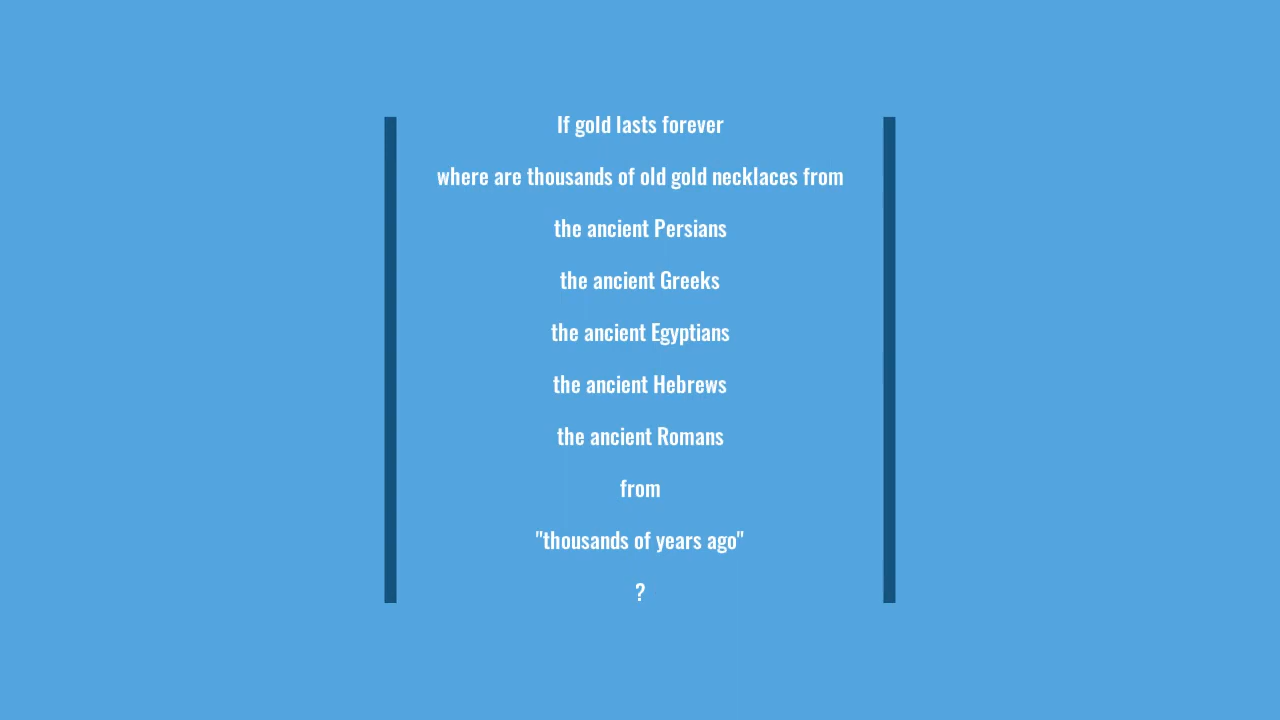 If gold lasts forever
where are thousands of old gold necklaces from
the ancient Persians
the ancient Greeks
the ancient Egyptians
the ancient Hebrews
the ancient Romans
from
"thousands of years ago"
?